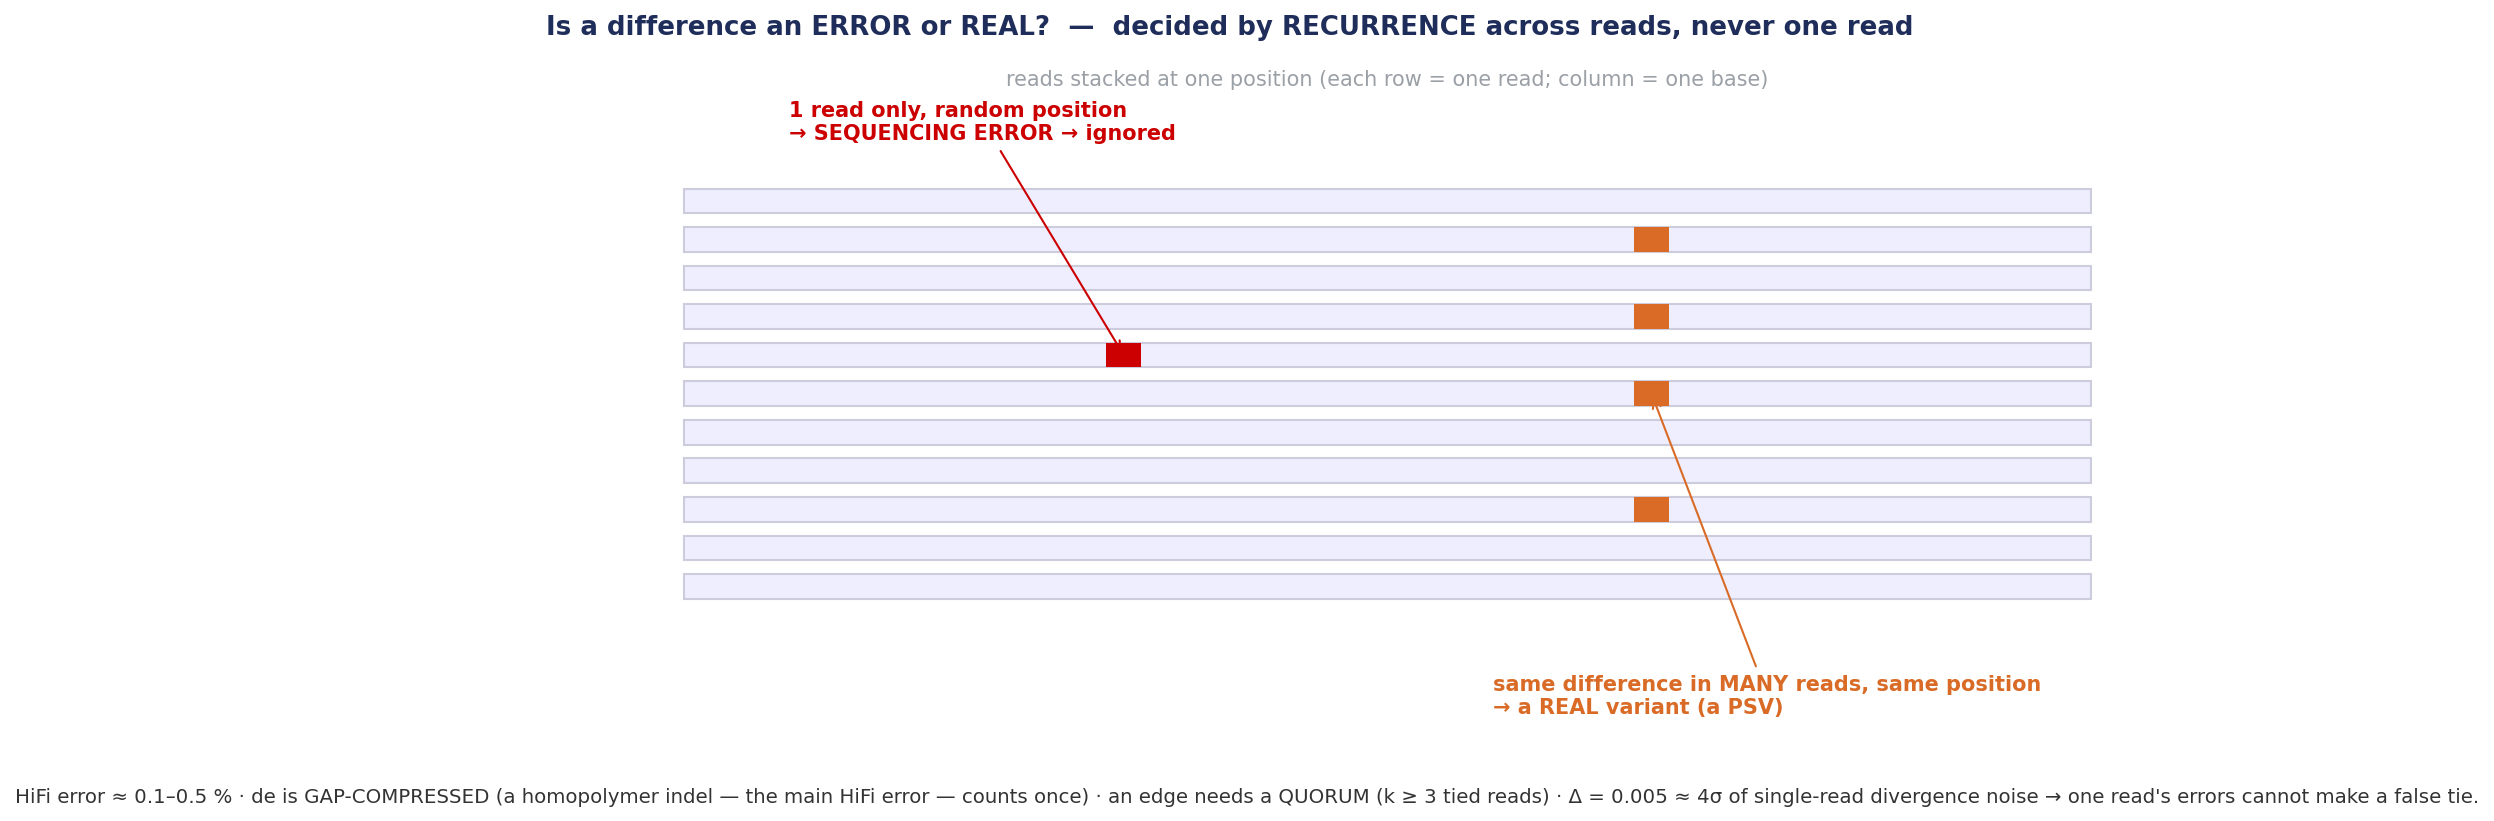 Is a difference an ERROR or REAL?  —  decided by RECURRENCE across reads, never one read
reads stacked at one position (each row = one read; column = one base)
1 read only, random position
→ SEQUENCING ERROR → ignored
same difference in MANY reads, same position
→ a REAL variant (a PSV)
HiFi error ≈ 0.1–0.5 % · de is GAP-COMPRESSED (a homopolymer indel — the main HiFi error — counts once) · an edge needs a QUORUM (k ≥ 3 tied reads) · Δ = 0.005 ≈ 4σ of single-read divergence noise → one read's errors cannot make a false tie.